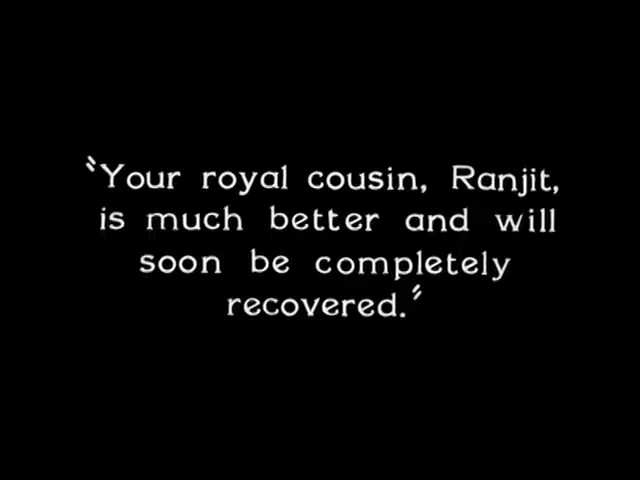 "Your royal cousin, Ranjit,
is much better and will
soon be completely
recovered."